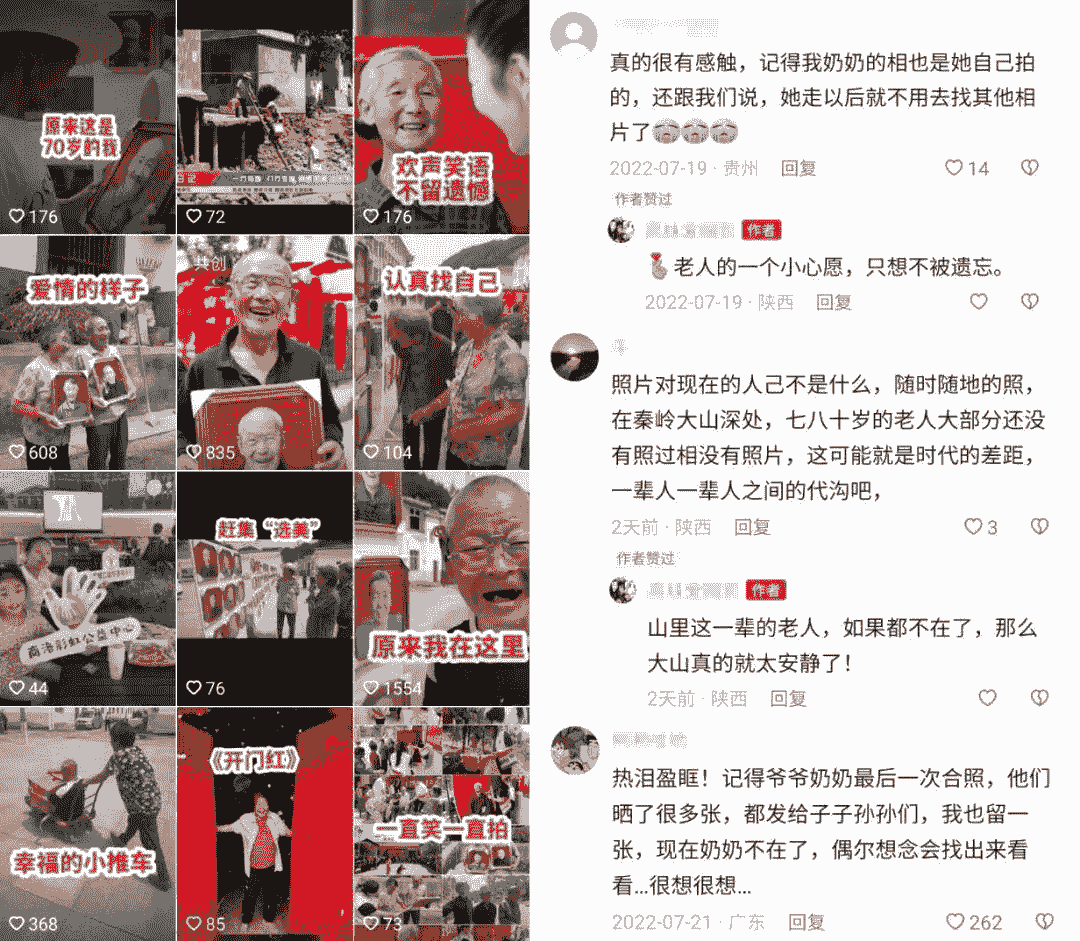 原来这是
70岁的我
176
72
欢声笑语
不留遗憾
176
爱情的样子
608
共创
835
认真找自己
104
商洛彩虹公益中心
44
赶集“选美”
76
原来我在这里
1554
幸福的小推车
368
《开门红》
85
一直笑一直拍
73
真的很有感触，记得我奶奶的相也是她自己拍
的，还跟我们说，她走以后就不用去找其他相
片了
2022-07-19 · 贵州 回复 14
作者赞过
作者
老人的一个小心愿，只想不被遗忘。
2022-07-19 · 陕西 回复
照片对现在的人己不是什么，随时随地的照，
在秦岭大山深处，七八十岁的老人大部分还没
有照过相没有照片，这可能就是时代的差距，
一辈人一辈人之间的代沟吧，
2天前 · 陕西 回复 3
作者赞过
作者
山里这一辈的老人，如果都不在了，那么
大山真的就太安静了！
2天前 · 陕西 回复
热泪盈眶！记得爷爷奶奶最后一次合照，他们
晒了很多张，都发给子子孙孙们，我也留一
张，现在奶奶不在了，偶尔想念会找出来看
看...很想很想...
2022-07-21 · 广东 回复 262